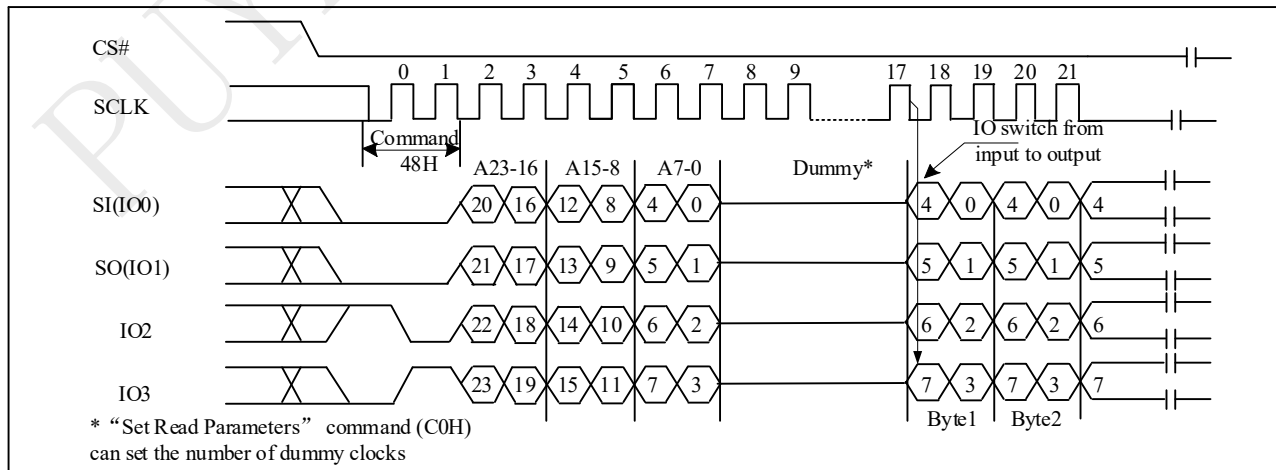 PUY
CS#
0 1 2 3 4 5 6 7 8 9 17 18 19 20 21
SCLK
Command
48H
IO switch from
input to output
A23-16 A15-8 A7-0 Dummy*
SI(IO0) 20 16 12 8 4 0 4 0 4 0 4
SO(IO1) 21 17 13 9 5 1 5 1 5 1 5
IO2 22 18 14 10 6 2 6 2 6 2 6
IO3 23 19 15 11 7 3 7 3 7 3 7
Byte1 Byte2
* “Set Read Parameters” command (C0H)
can set the number of dummy clocks